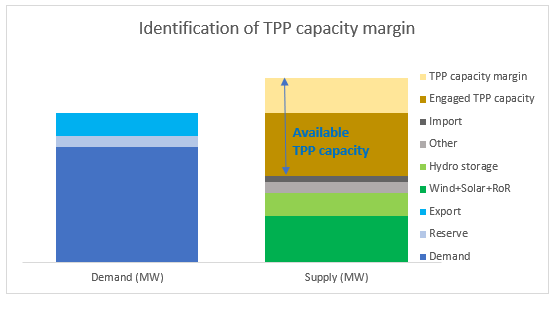 Identification of TPP capacity margin
Available
TPP capacity
TPP capacity margin
Engaged TPP capacity
Import
Other
Hydro storage
Wind+Solar+RoR
Export
Reserve
Demand
Demand (MW)
Supply (MW)